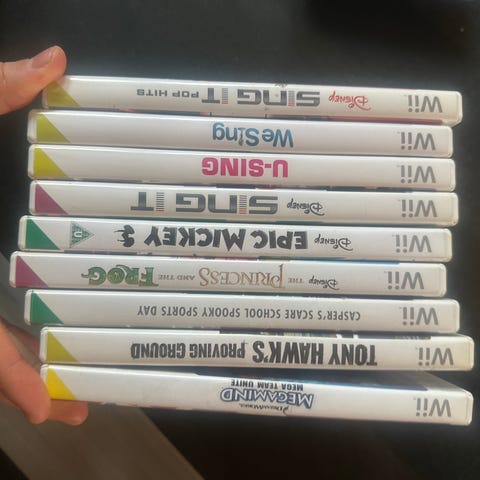 Wii Disney SING IT POP HITS
Wii We Sing
Wii U-SING
Wii Disney SING IT
Wii Disney EPIC MICKEY 2 U
Wii Disney THE PRINCESS AND THE FROG
Wii CASPER'S SCARE SCHOOL SPOOKY SPORTS DAY
Wii TONY HAWK'S PROVING GROUND
Wii DREAMWORKS MEGAMIND
MEGA TEAM UNITE